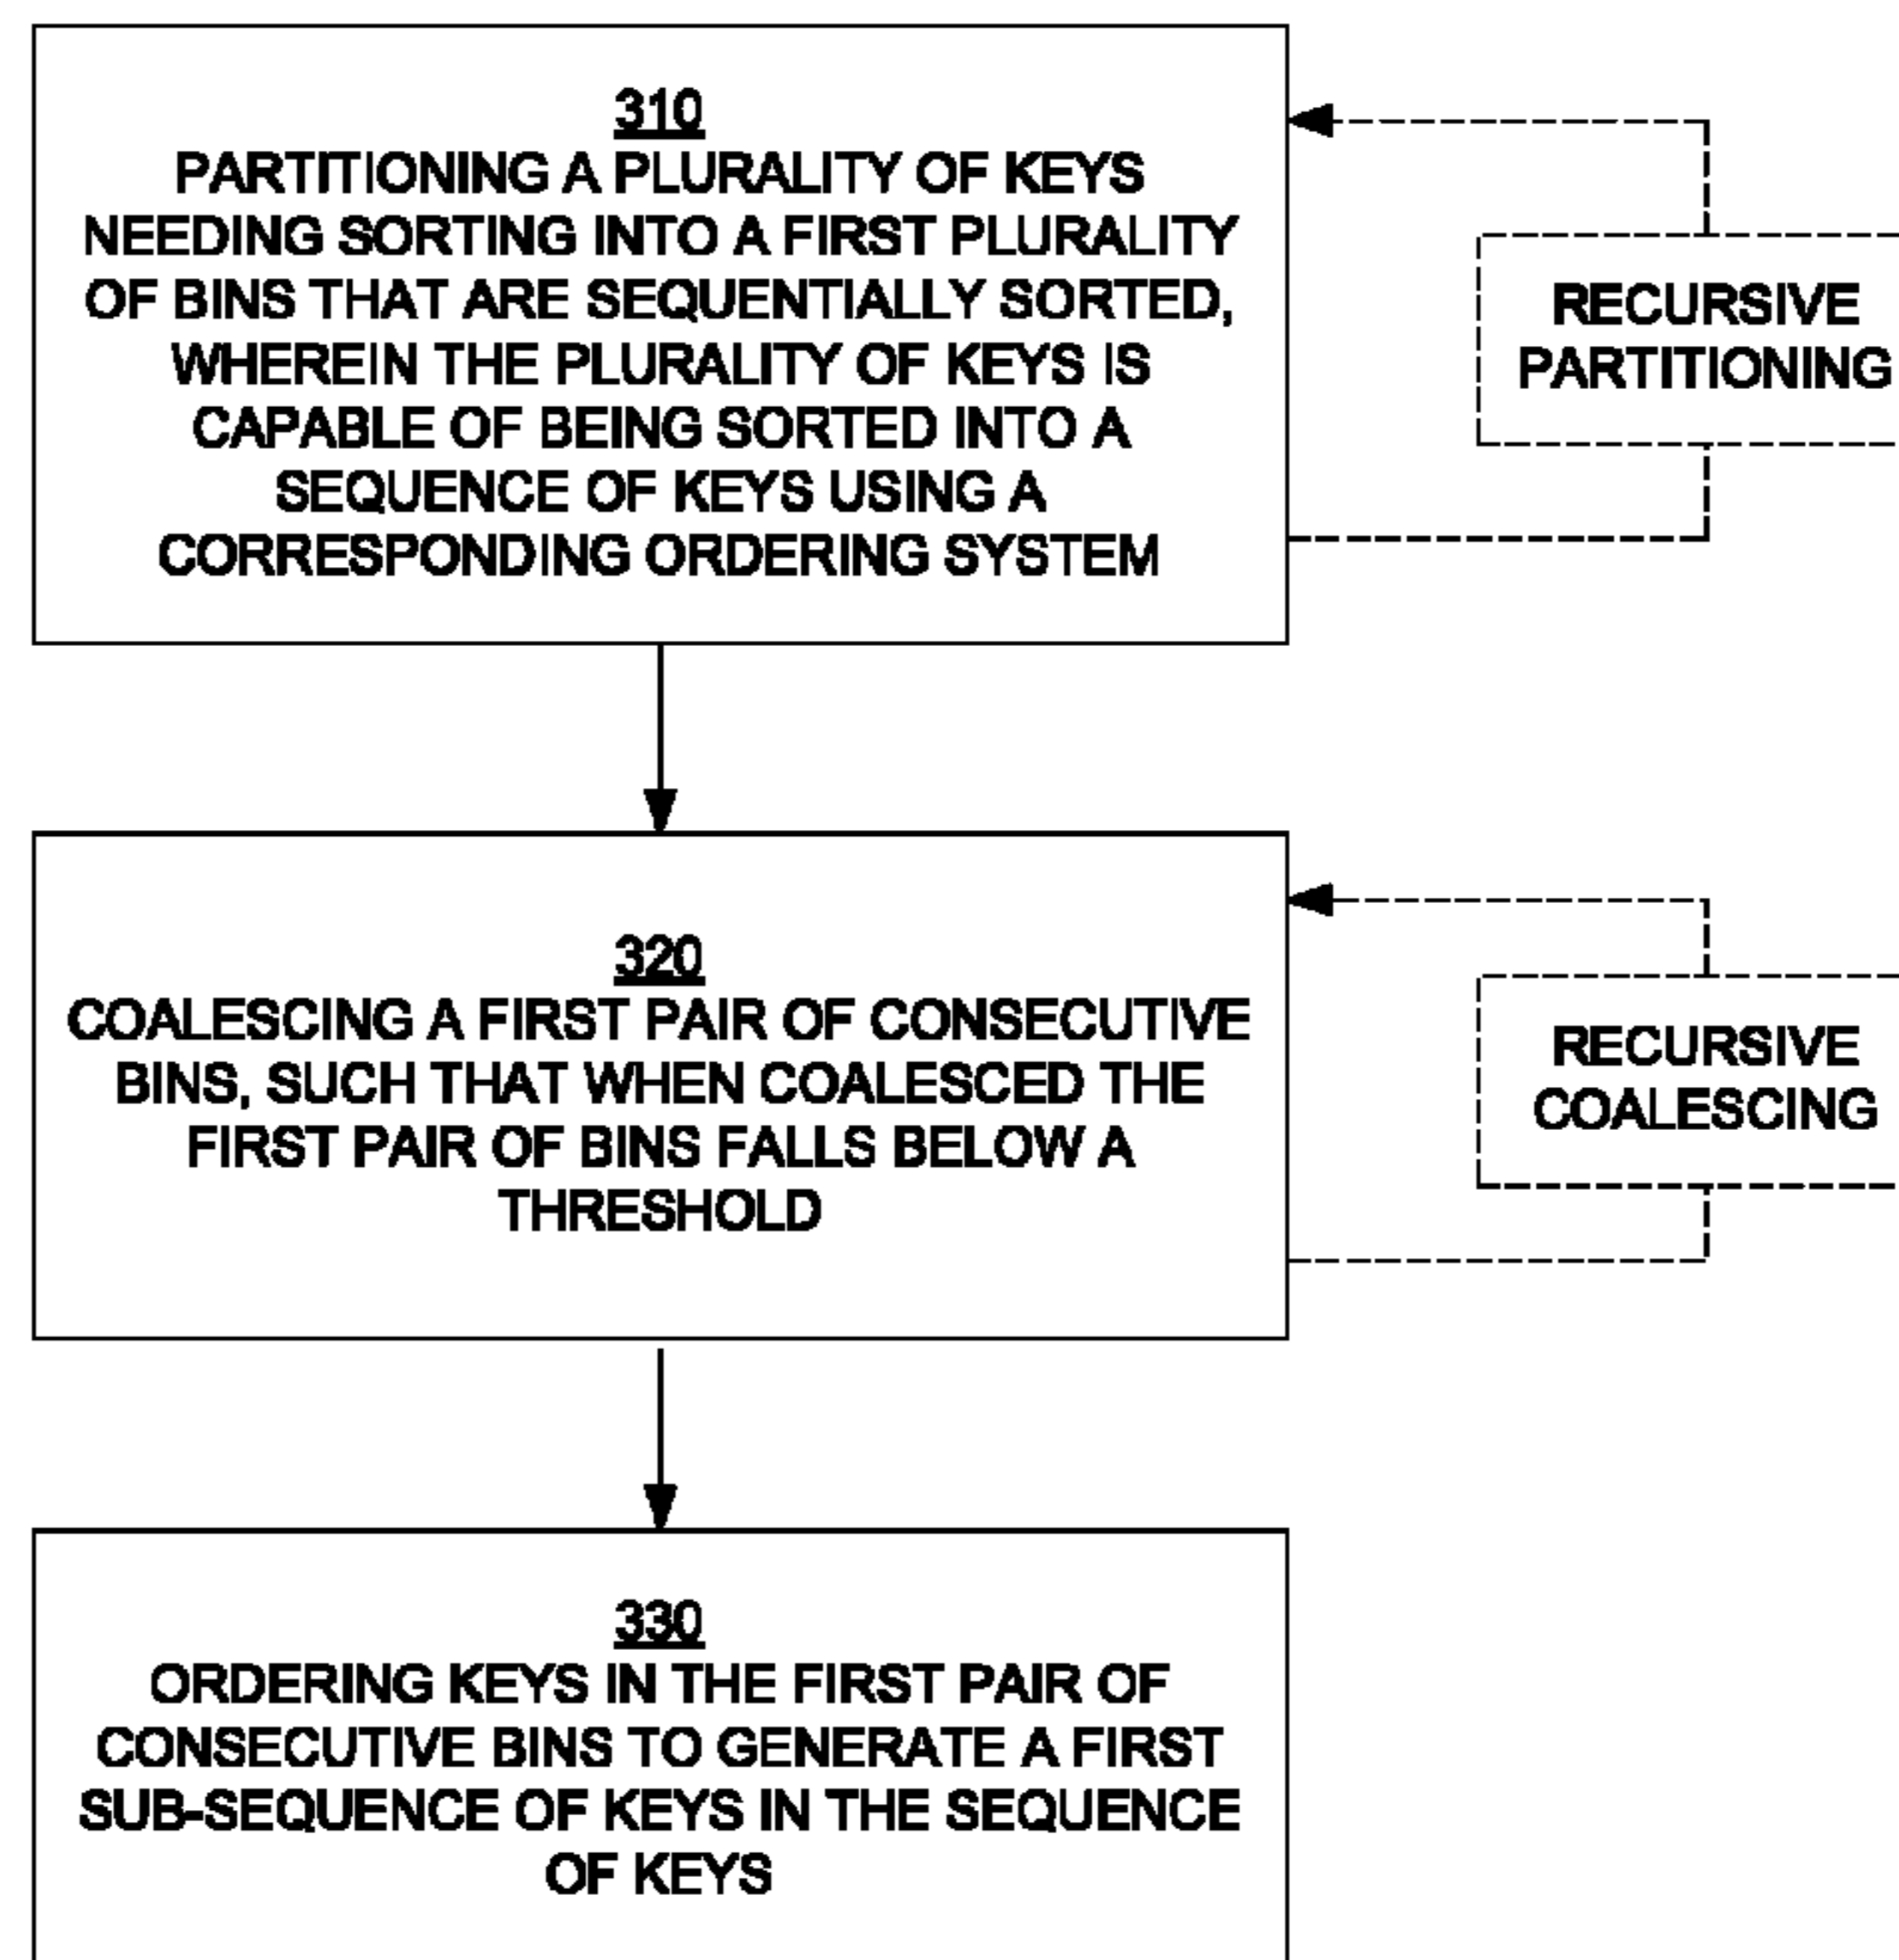 310
PARTITIONING A PLURALITY OF KEYS
NEEDING SORTING INTO A FIRST PLURALITY
OF BINS THAT ARE SEQUENTIALLY SORTED,
WHEREIN THE PLURALITY OF KEYS IS
CAPABLE OF BEING SORTED INTO A
SEQUENCE OF KEYS USING A
CORRESPONDING ORDERING SYSTEM
RECURSIVE
PARTITIONING
320
COALESCING A FIRST PAIR OF CONSECUTIVE
BINS, SUCH THAT WHEN COALESCED THE
FIRST PAIR OF BINS FALLS BELOW A
THRESHOLD
RECURSIVE
COALESCING
330
ORDERING KEYS IN THE FIRST PAIR OF
CONSECUTIVE BINS TO GENERATE A FIRST
SUB-SEQUENCE OF KEYS IN THE SEQUENCE
OF KEYS